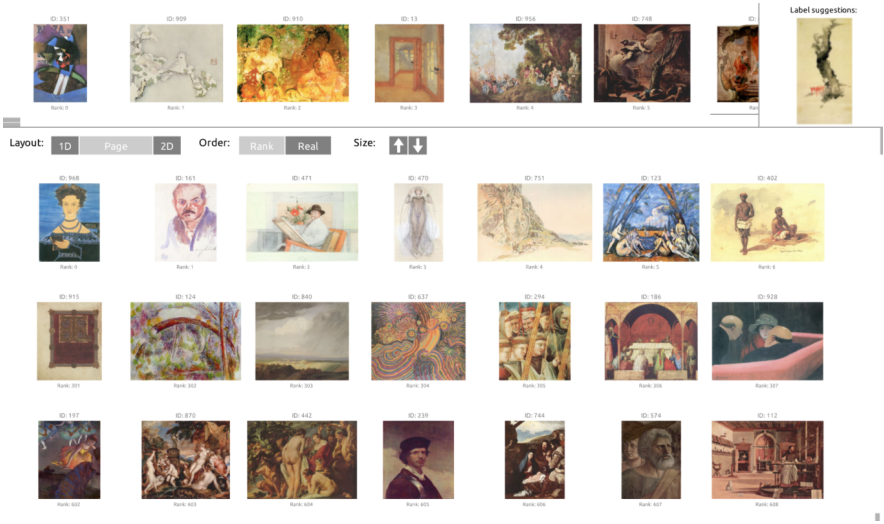 ID: 351 ID: 909 ID: 910 ID: 13 ID: 956 ID: 748 ID:
Label suggestions:
Rank: 0 Rank: 1 Rank: 2 Rank: 3 Rank: 4 Rank: 5
Layout: 1D Page 2D Order: Rank Real Size:
ID: 968 ID: 161 ID: 471 ID: 470 ID: 751 ID: 123 ID: 402
Rank: 0 Rank: 1 Rank: 2 Rank: 3 Rank: 4 Rank: 5 Rank: 6
ID: 915 ID: 124 ID: 840 ID: 637 ID: 294 ID: 186 ID: 928
Rank: 301 Rank: 302 Rank: 303 Rank: 304 Rank: 305 Rank: 306 Rank: 307
ID: 197 ID: 870 ID: 442 ID: 239 ID: 744 ID: 574 ID: 112
Rank: 602 Rank: 603 Rank: 604 Rank: 605 Rank: 606 Rank: 607 Rank: 608